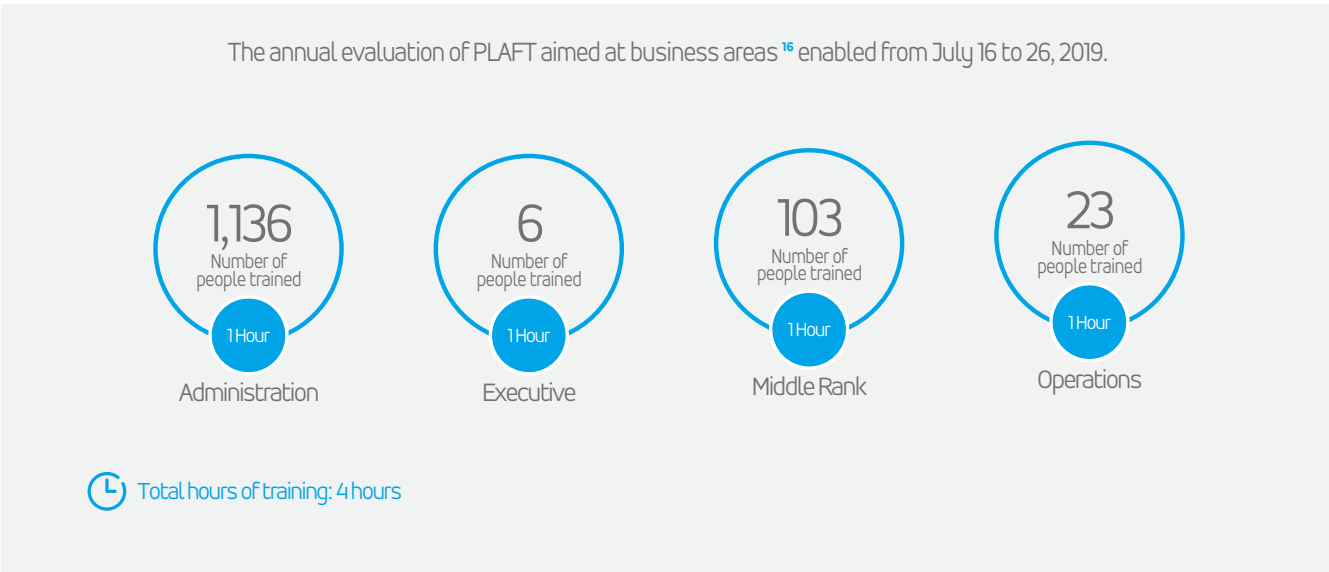 The annual evaluation of PLAFT aimed at business areas 16 enabled from July 16 to 26, 2019.
1,136
Number of
people trained
1 Hour
Administration
6
Number of
people trained
1 Hour
Executive
103
Number of
people trained
1 Hour
Middle Rank
23
Number of
people trained
1 Hour
Operations
Total hours of training: 4 hours